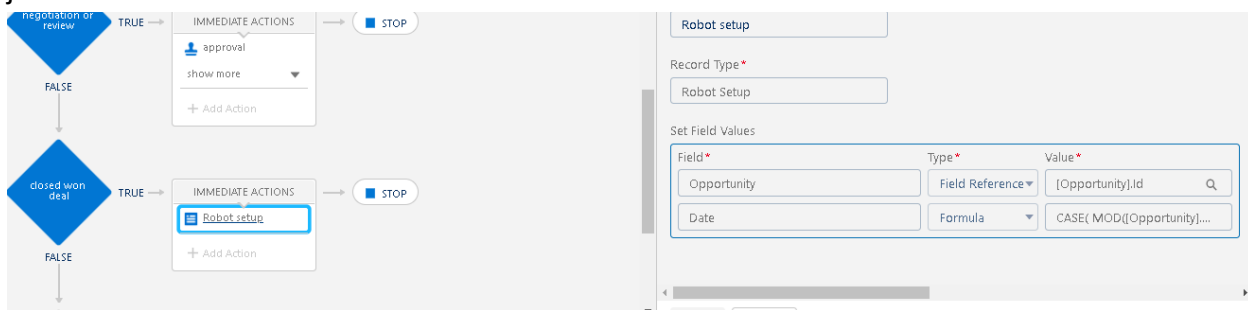 negotiation or
review
TRUE
IMMEDIATE ACTIONS
STOP
approval
show more
+ Add Action
FALSE
closed won
deal
TRUE
IMMEDIATE ACTIONS
STOP
Robot setup
+ Add Action
FALSE
Robot setup
Record Type*
Robot Setup
Set Field Values
Field* Type* Value*
Opportunity Field Reference [Opportunity].Id
Date Formula CASE( MOD([Opportunity]....